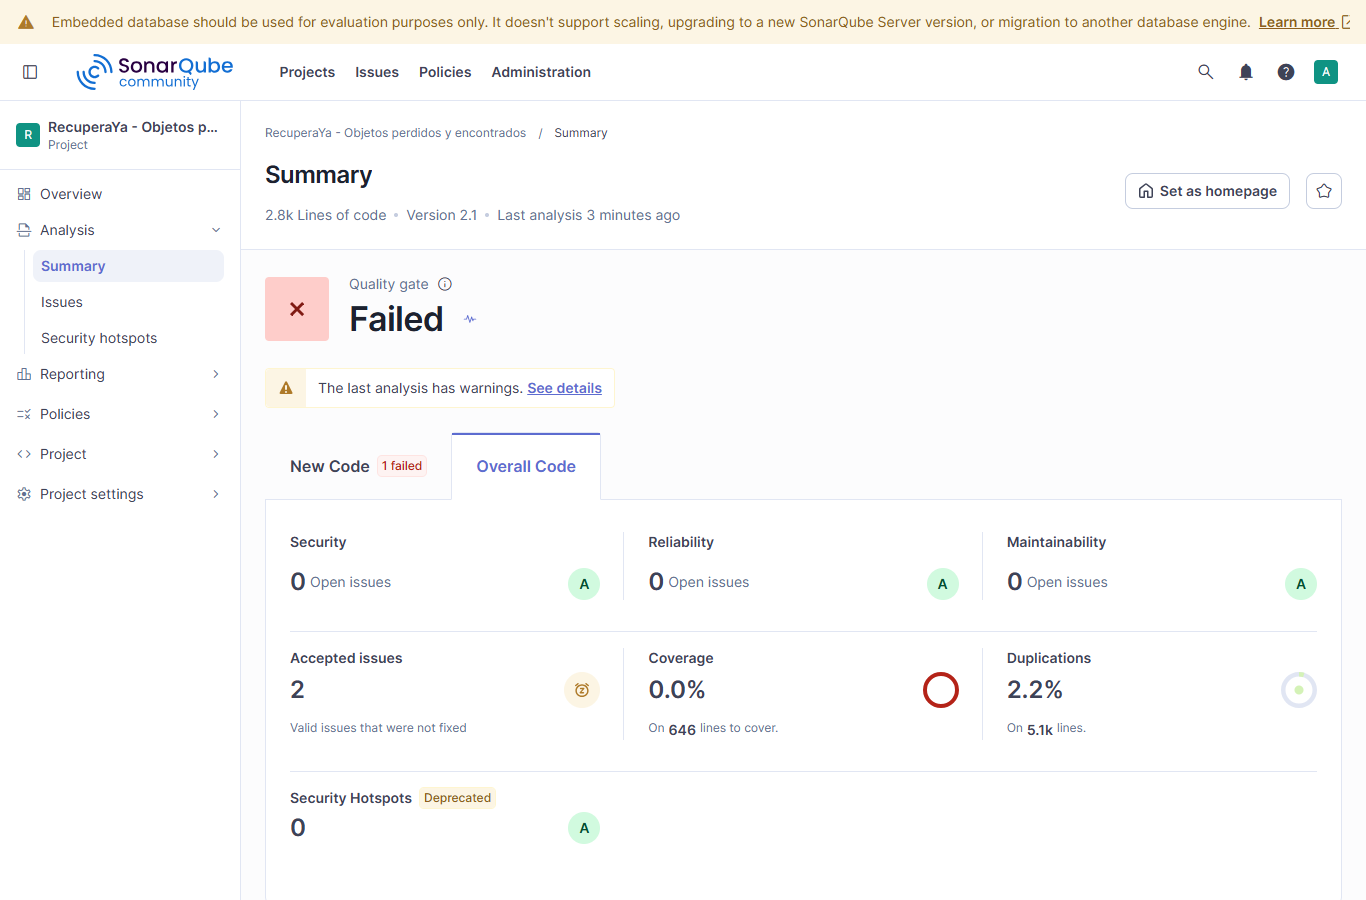 Embedded database should be used for evaluation purposes only. It doesn't support scaling, upgrading to a new SonarQube Server version, or migration to another database engine. Learn more
SonarQube community
Projects Issues Policies Administration
? A
R RecuperaYa - Objetos p...
Project
Overview
Analysis
Summary
Issues
Security hotspots
Reporting
Policies
Project
Project settings
RecuperaYa - Objetos perdidos y encontrados / Summary
Summary
Set as homepage
2.8k Lines of code • Version 2.1 • Last analysis 3 minutes ago
Quality gate
Failed
The last analysis has warnings. See details
New Code 1 failed Overall Code
Security
0 Open issues A
Reliability
0 Open issues A
Maintainability
0 Open issues A
Accepted issues
2
Valid issues that were not fixed
Coverage
0.0%
On 646 lines to cover.
Duplications
2.2%
On 5.1k lines.
Security Hotspots Deprecated
0 A